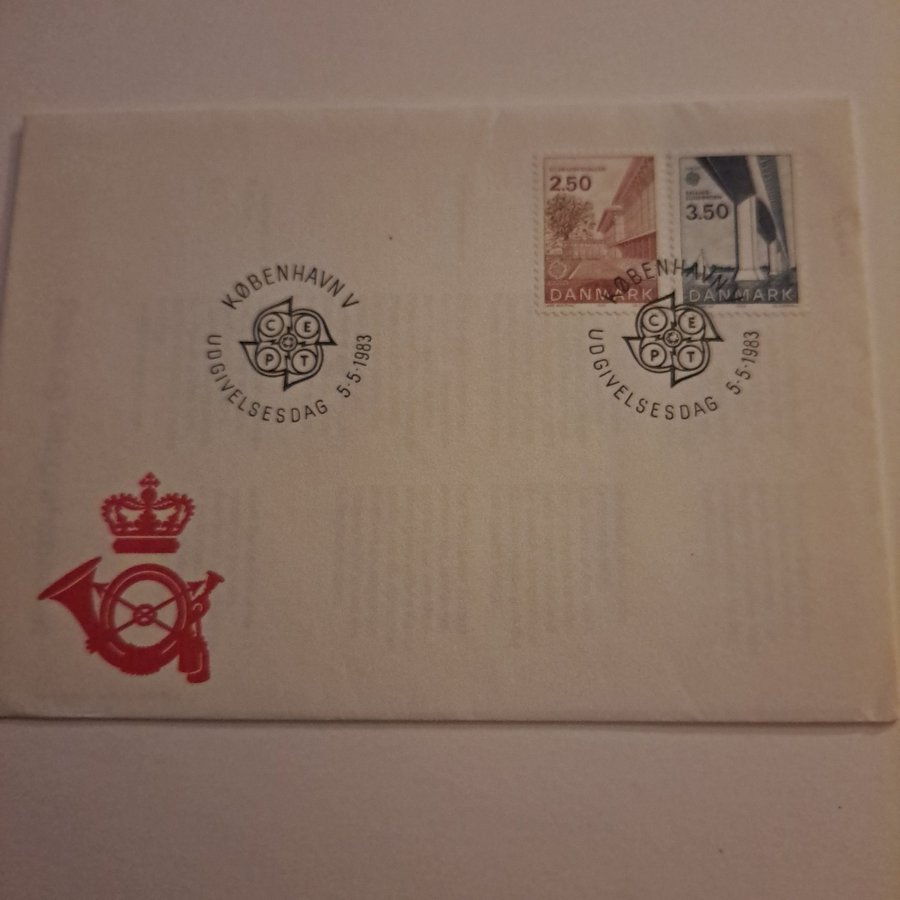 2.50
DANMARK
3.50
DANMARK
KØBENHAVN V
C E
P T
UDGIVELSESDAG 5.5.1983
KØBENHAVN V
C E
P T
UDGIVELSESDAG 5.5.1983